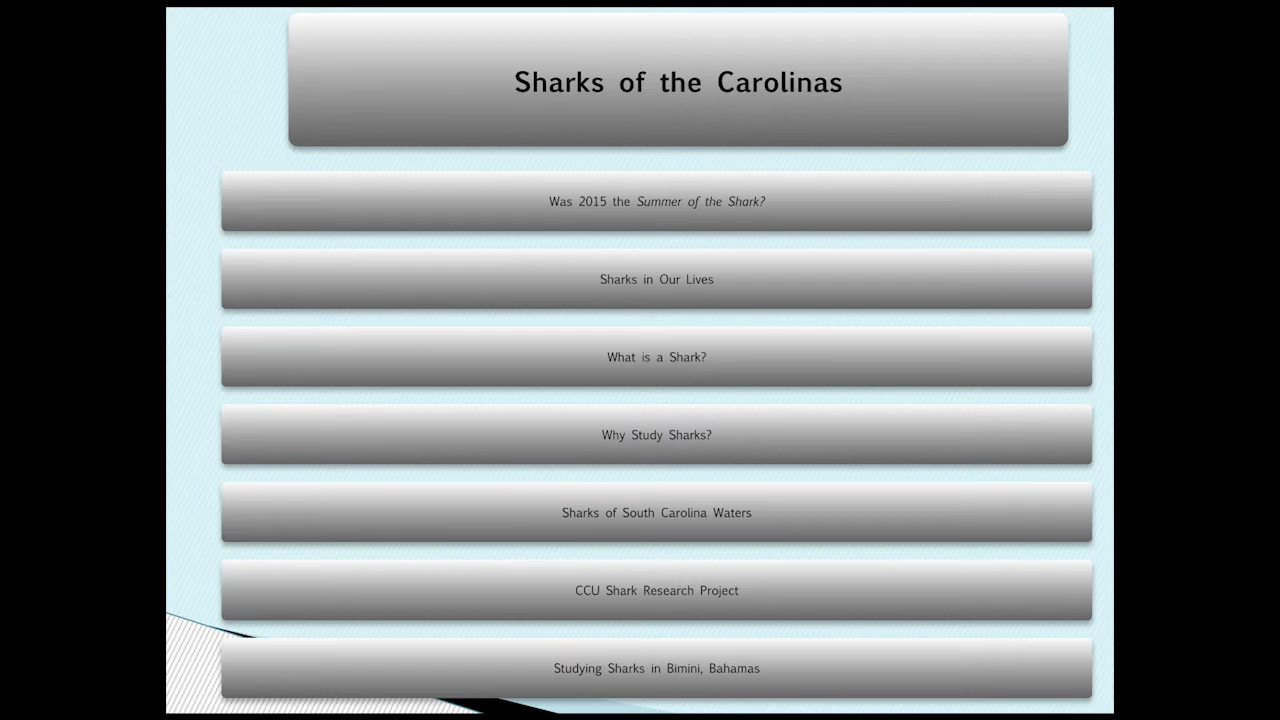 Sharks of the Carolinas
Was 2015 the Summer of the Shark?
Sharks in Our Lives
What is a Shark?
Why Study Sharks?
Sharks of South Carolina Waters
CCU Shark Research Project
Studying Sharks in Bimini, Bahamas